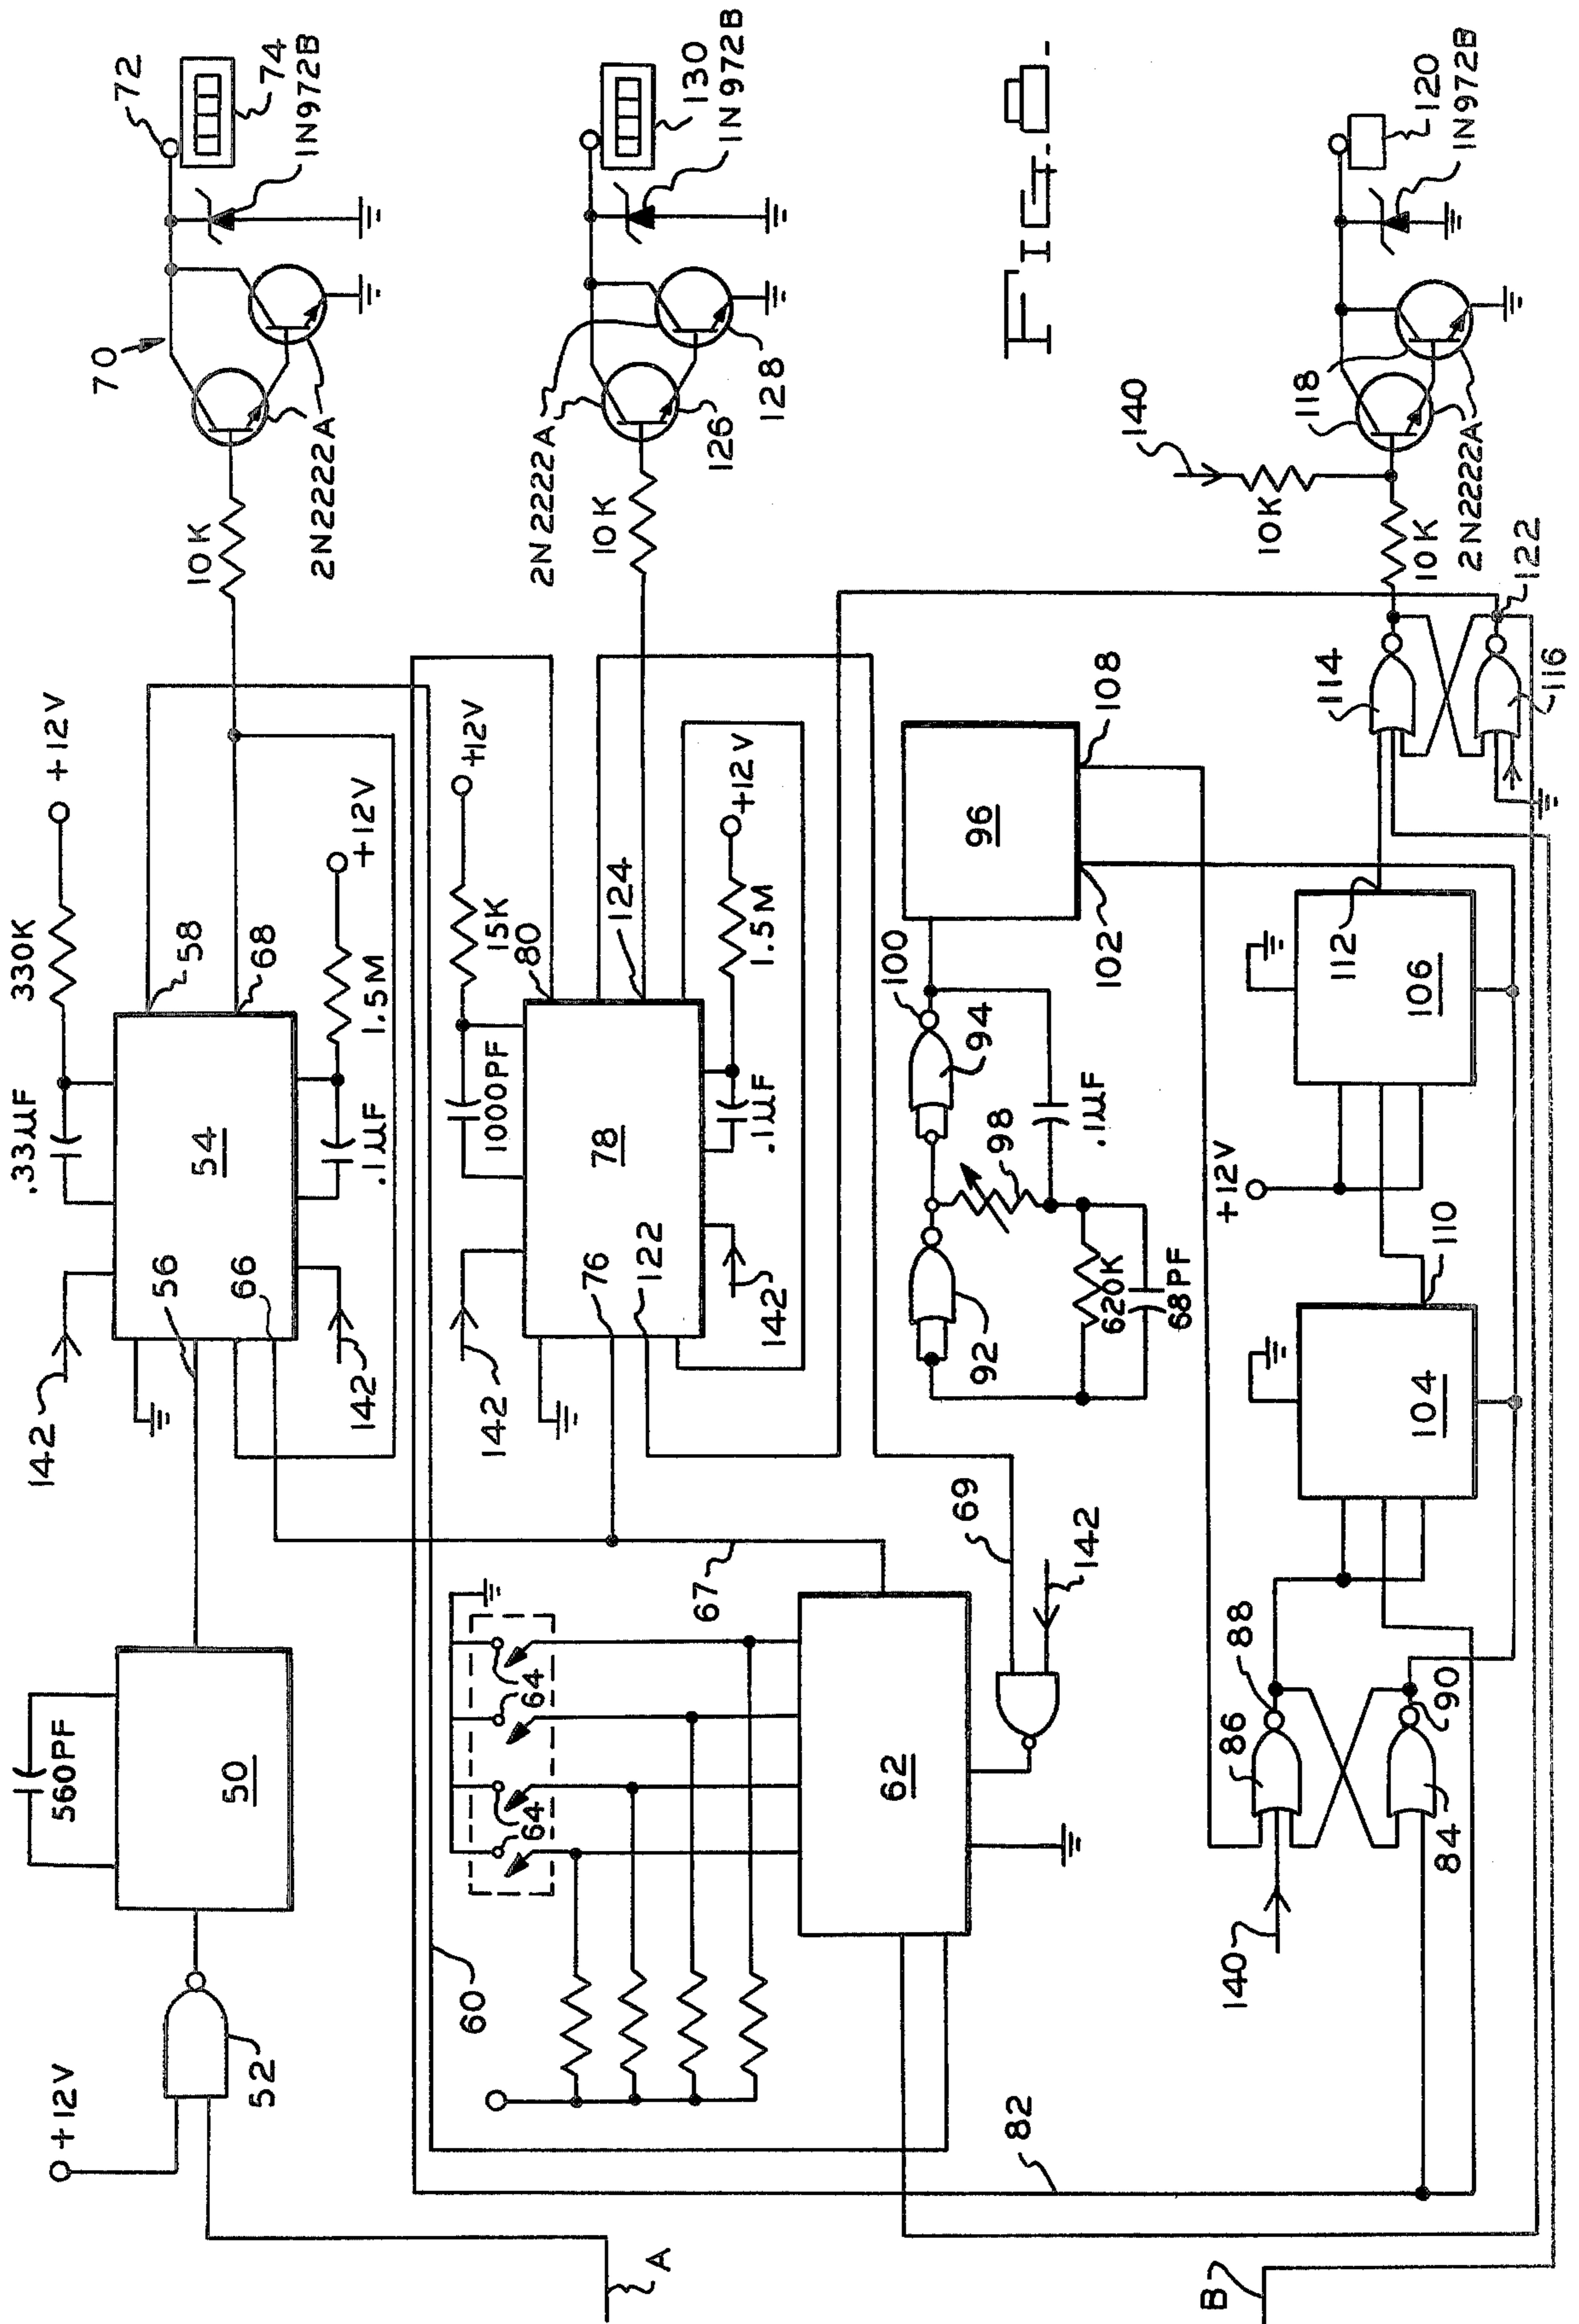 +12V
52
560PF
50
142
.33µF
330K
+12V
54
56
66
58
68
142
.1µF
1.5M
+12V
10K
2N2222A
70
72
74
1N972B
60
64
64
62
67
69
142
142
1000PF
15K
+12V
80
78
76
122
124
142
.1µF
1.5M
+12V
10K
2N2222A
126
128
130
1N972B
92
94
100
98
.1µF
620K
68PF
96
102
108
FIG. 4.
A
B
82
140
86
88
84
90
104
110
+12V
106
112
114
116
122
10K
10K
140
118
2N2222A
120
1N972B